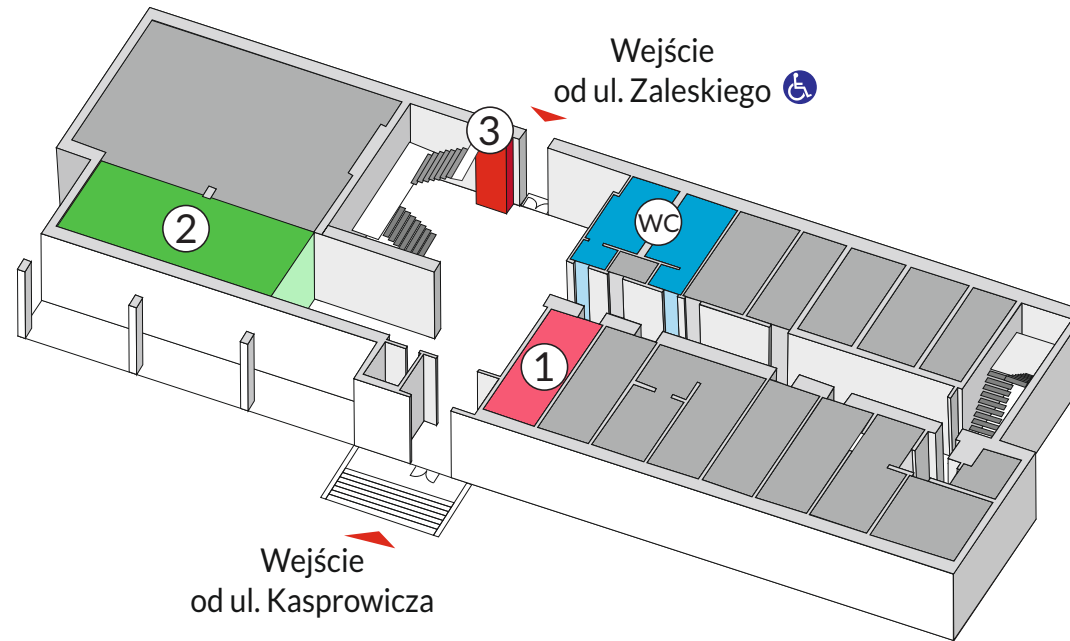 Wejście
od ul. Zaleskiego
3
2
WC
1
Wejście
od ul. Kasprowicza